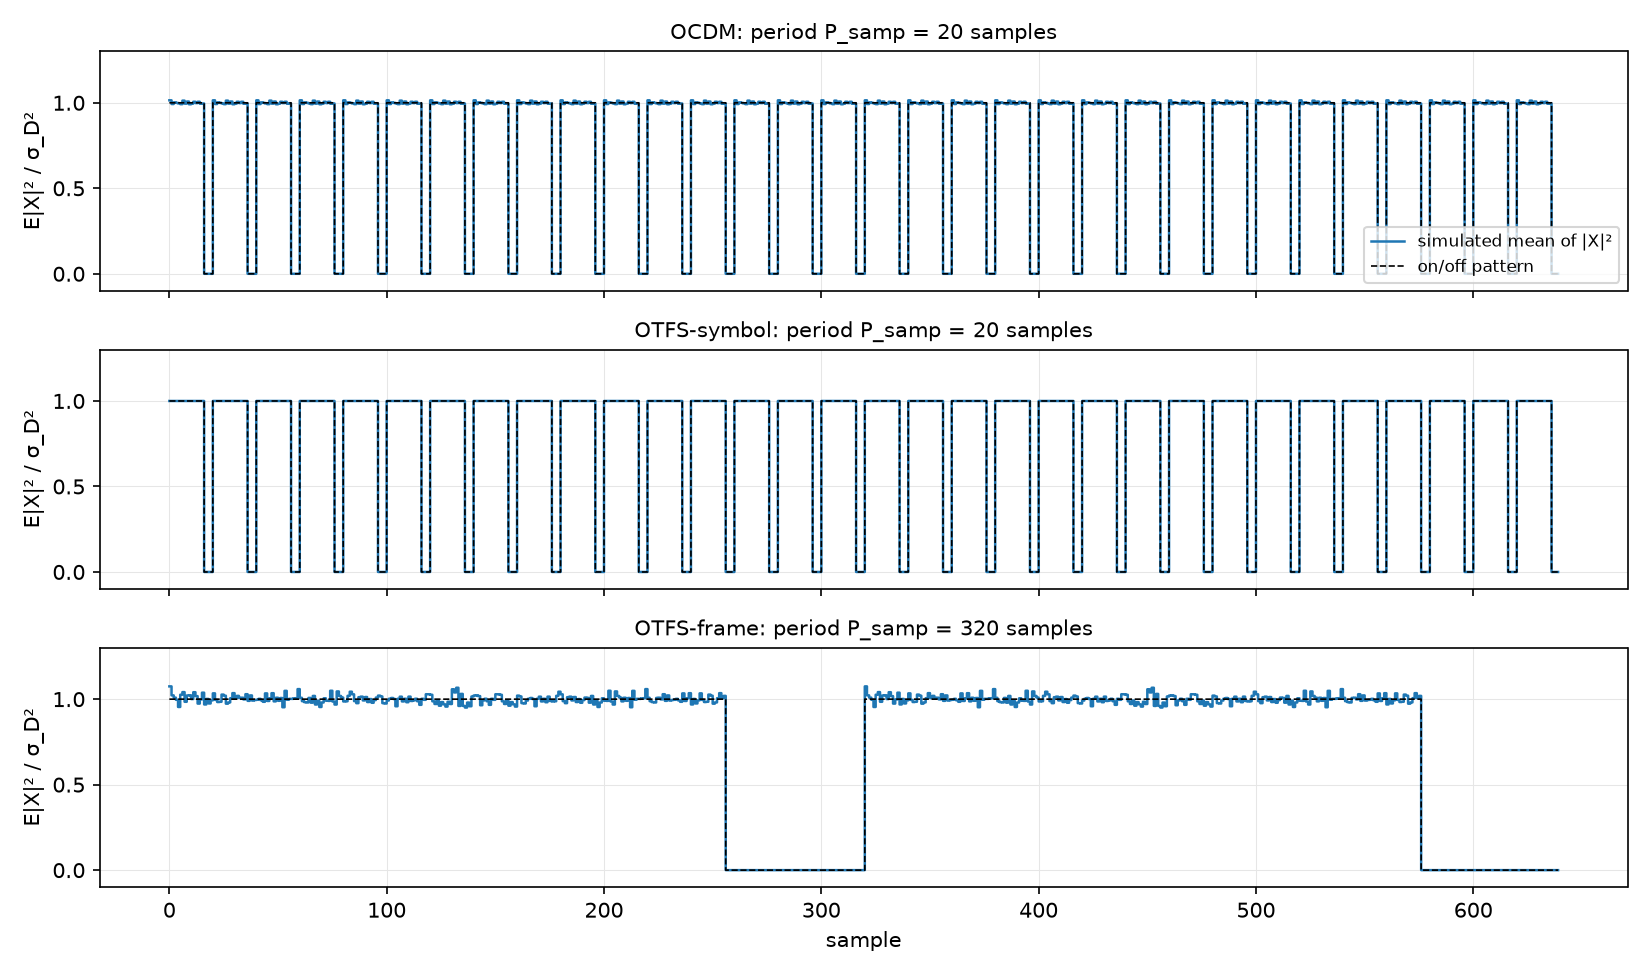 OCDM: period P_samp = 20 samples
E|X|² / σ_D²
1.0
0.5
0.0
simulated mean of |X|²
on/off pattern
OTFS-symbol: period P_samp = 20 samples
E|X|² / σ_D²
1.0
0.5
0.0
OTFS-frame: period P_samp = 320 samples
E|X|² / σ_D²
1.0
0.5
0.0
0 100 200 300 400 500 600
sample